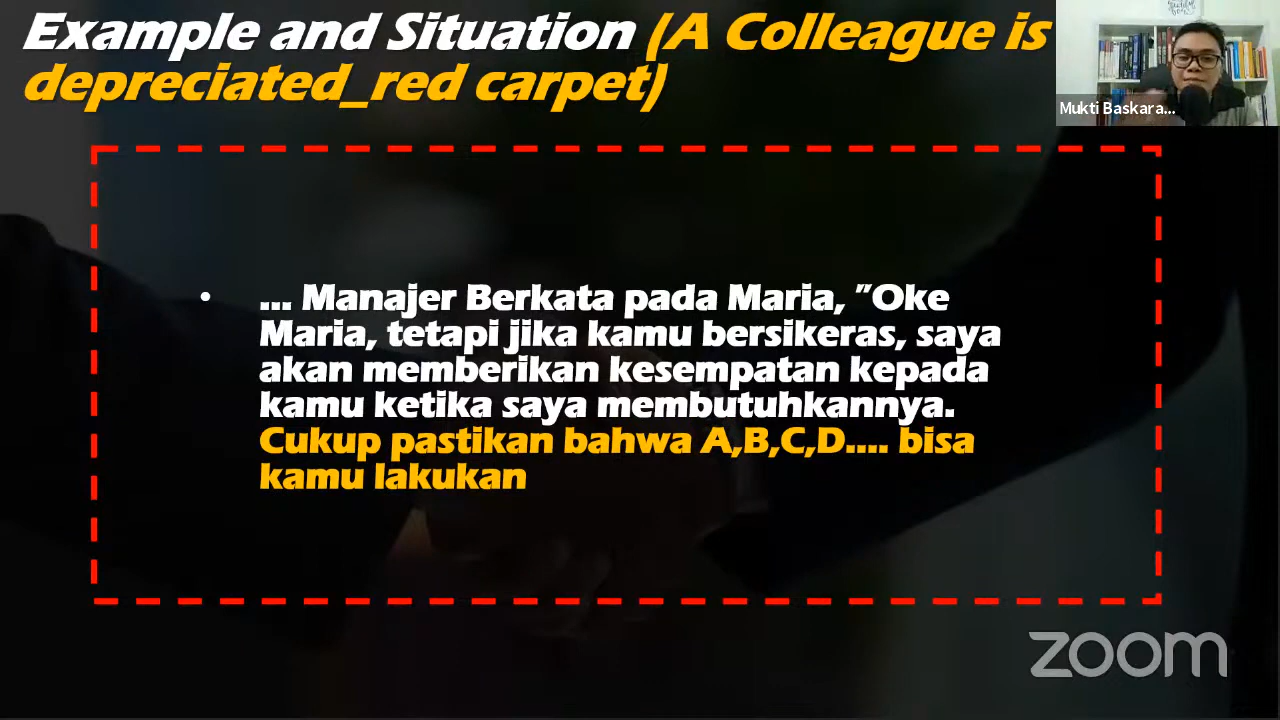 Example and Situation (A Colleague is
depreciated_red carpet)
Mukti Baskara...
• ... Manajer Berkata pada Maria, "Oke
Maria, tetapi jika kamu bersikeras, saya
akan memberikan kesempatan kepada
kamu ketika saya membutuhkannya.
Cukup pastikan bahwa A,B,C,D.... bisa
kamu lakukan
zoom